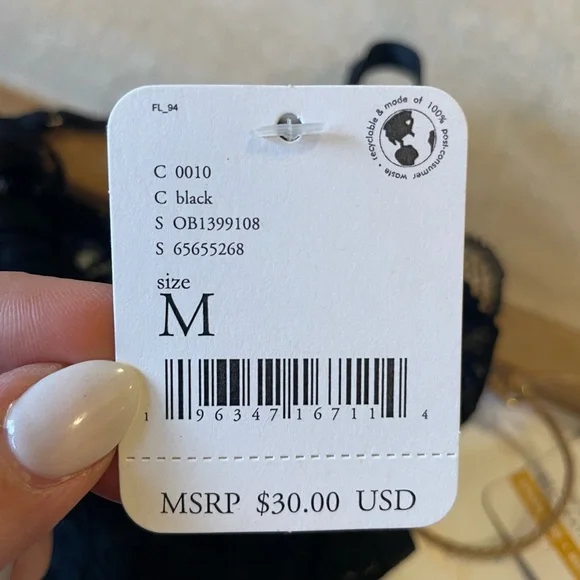 FL_94
recyclable & made of 100% post-consumer waste •
C 0010
C black
S OB1399108
S 65655268
size
M
1 96347 16711 4
MSRP $30.00 USD